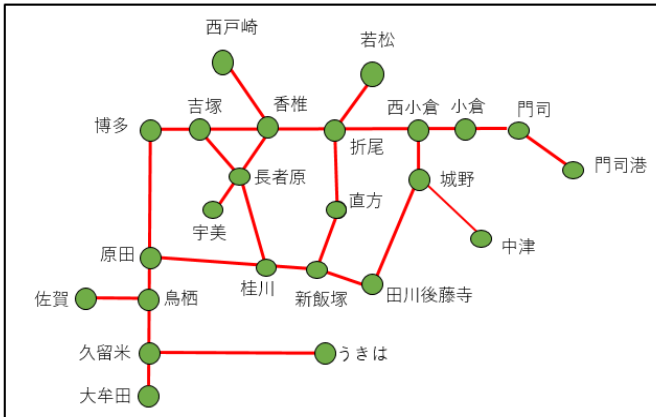 西戸崎
若松
吉塚
香椎
西小倉
小倉
門司
博多
折尾
門司港
長者原
城野
直方
宇美
中津
原田
佐賀
鳥栖
桂川
新飯塚
田川後藤寺
久留米
うきは
大牟田